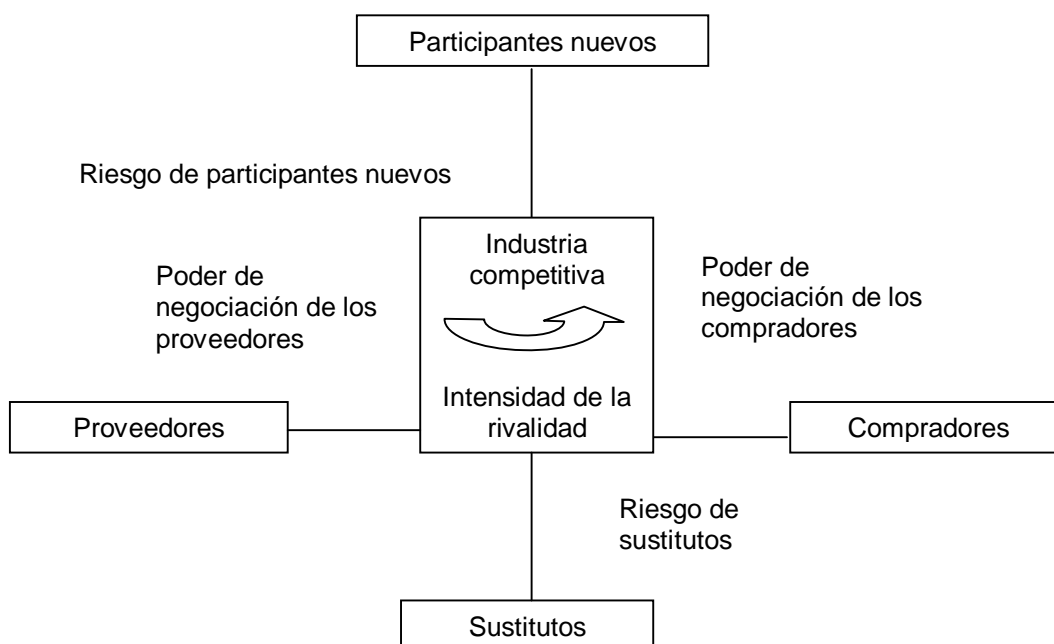 Participantes nuevos
Riesgo de participantes nuevos
Industria
competitiva
Poder de
negociación de los
proveedores
Poder de
negociación de los
compradores
Intensidad de la
rivalidad
Proveedores
Compradores
Riesgo de
sustitutos
Sustitutos